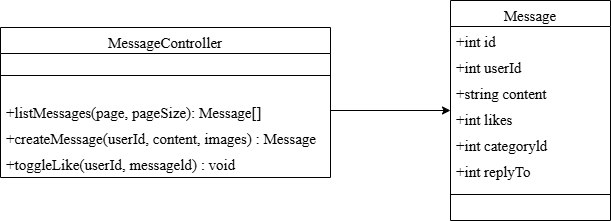 MessageController
+listMessages(page, pageSize): Message[]
+createMessage(userId, content, images) : Message
+toggleLike(userId, messageId) : void
Message
+int id
+int userId
+string content
+int likes
+int categoryId
+int replyTo